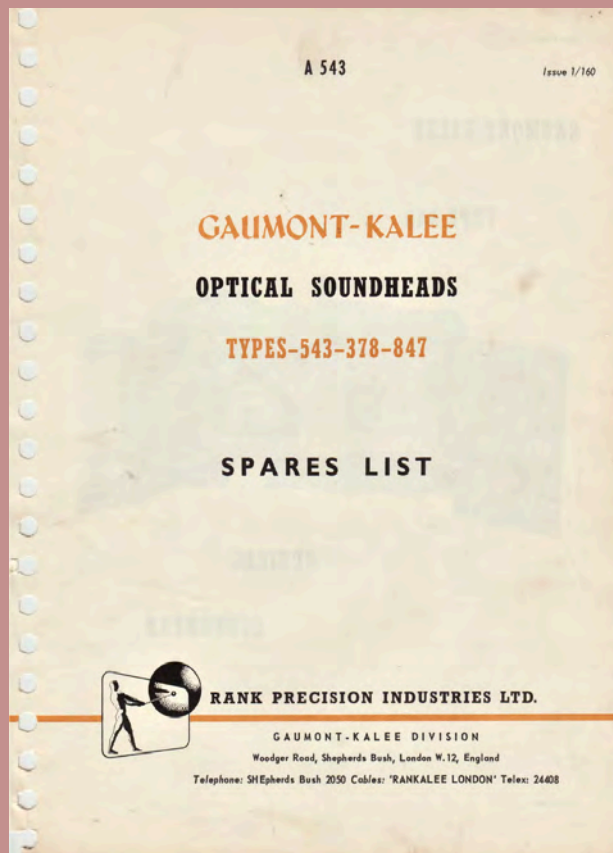 A 543
Issue 1/160
GAUMONT-KALEE
OPTICAL SOUNDHEADS
TYPES-543-378-847
SPARES LIST
RANK PRECISION INDUSTRIES LTD.
GAUMONT-KALEE DIVISION
Woodger Road, Shepherds Bush, London W.12, England
Telephone: SHEpherds Bush 2050 Cables: 'RANKALEE LONDON' Telex: 24408